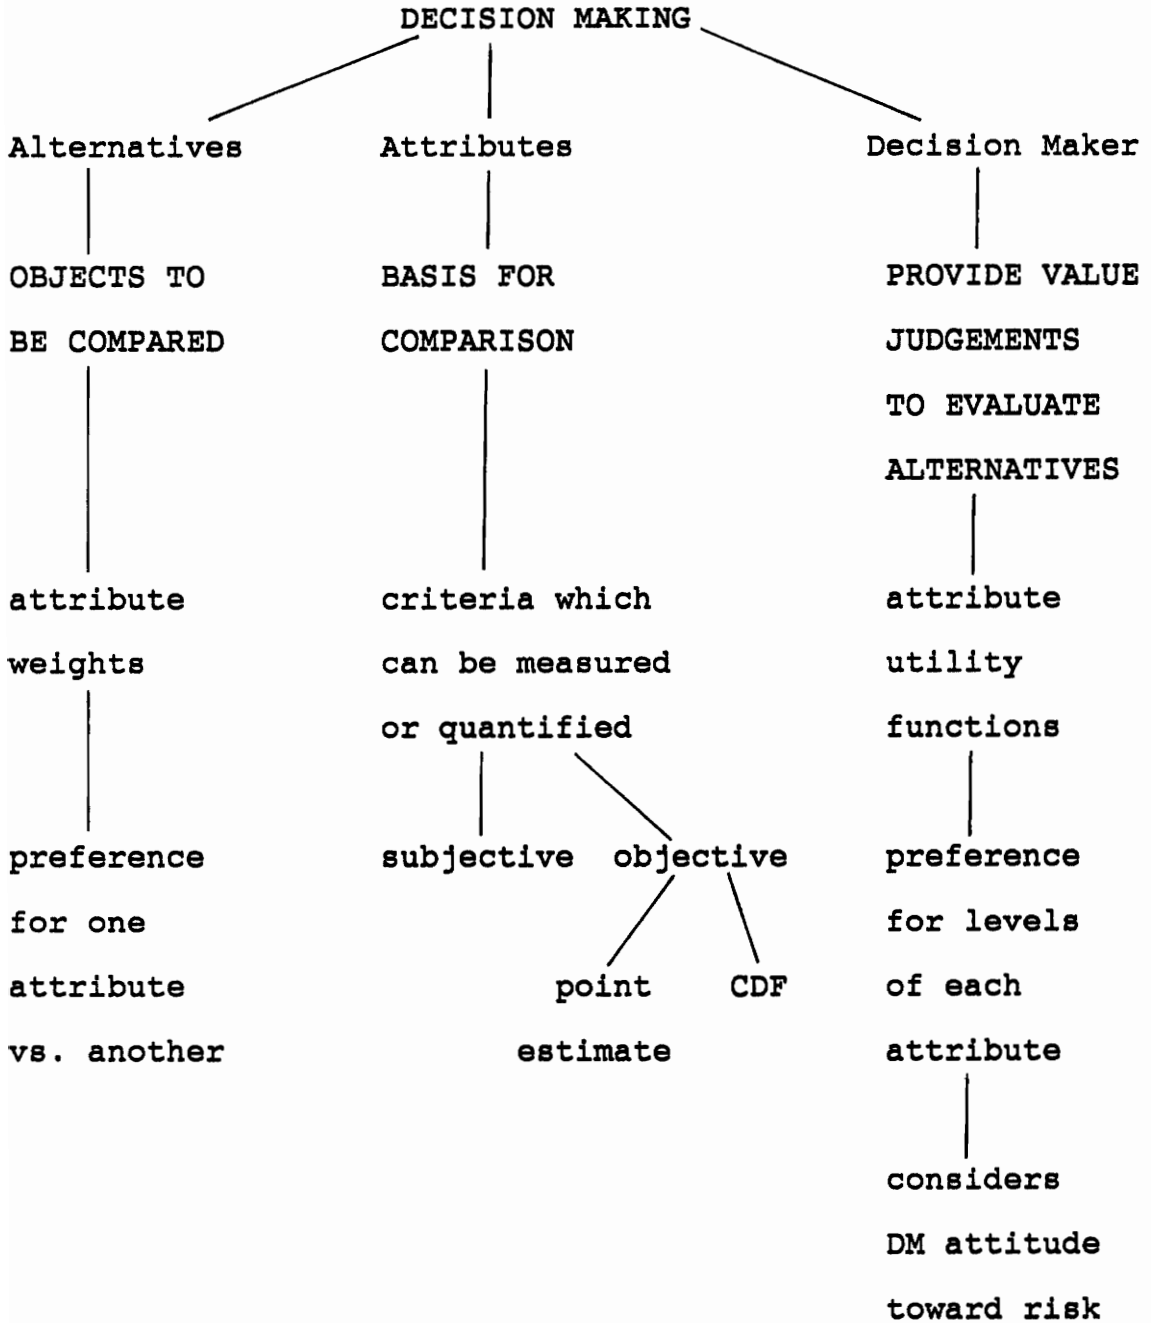 DECISION MAKING
Alternatives Attributes Decision Maker
OBJECTS TO BASIS FOR PROVIDE VALUE
BE COMPARED COMPARISON JUDGEMENTS
TO EVALUATE
ALTERNATIVES
attribute criteria which attribute
weights can be measured utility
or quantified functions
preference subjective objective preference
for one for levels
attribute point CDF of each
vs. another estimate attribute
considers
DM attitude
toward risk